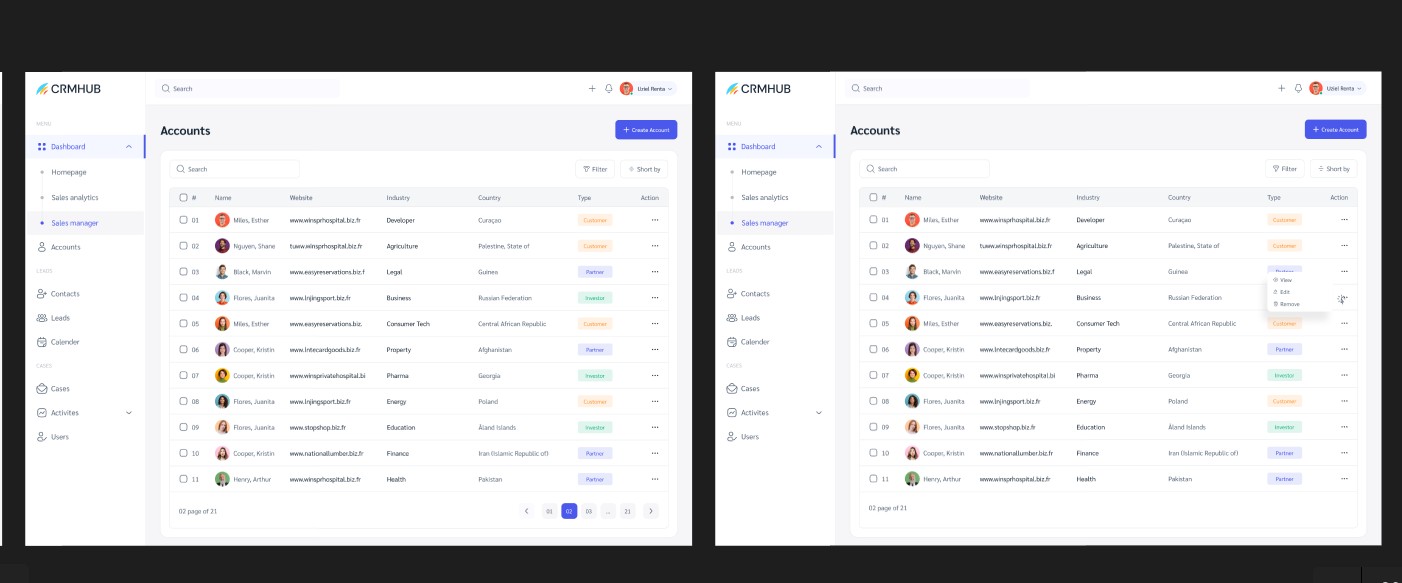 CRMHUB
Search
Uziel Renta
MENU
Dashboard
Homepage
Sales analytics
Sales manager
Accounts
LEADS
Contacts
Leads
Calender
CASES
Cases
Activites
Users
Accounts
+ Create Account
Search
Filter
Short by
# Name Website Industry Country Type Action
01 Miles, Esther www.winsprhospital.biz.fr Developer Curaçao Customer ...
02 Nguyen, Shane tuww.winsprhospital.biz.fr Agriculture Palestine, State of Customer ...
03 Black, Marvin www.easyreservations.biz.f Legal Guinea Partner ...
04 Flores, Juanita www.lnjingsport.biz.fr Business Russian Federation Investor ...
05 Miles, Esther www.easyreservations.biz. Consumer Tech Central African Republic Customer ...
06 Cooper, Kristin www.intecardgoods.biz.fr Property Afghanistan Partner ...
07 Cooper, Kristin www.winsprivatehospital.bi Pharma Georgia Investor ...
08 Flores, Juanita www.lnjingsport.biz.fr Energy Poland Customer ...
09 Flores, Juanita www.stopshop.biz.fr Education Åland Islands Investor ...
10 Cooper, Kristin www.nationallumber.biz.fr Finance Iran (Islamic Republic of) Partner ...
11 Henry, Arthur www.winsprhospital.biz.fr Health Pakistan Partner ...
02 page of 21
01 02 03 ... 21
CRMHUB
Search
Uziel Renta
MENU
Dashboard
Homepage
Sales analytics
Sales manager
Accounts
LEADS
Contacts
Leads
Calender
CASES
Cases
Activites
Users
Accounts
+ Create Account
Search
Filter
Short by
# Name Website Industry Country Type Action
01 Miles, Esther www.winsprhospital.biz.fr Developer Curaçao Customer ...
02 Nguyen, Shane tuww.winsprhospital.biz.fr Agriculture Palestine, State of Customer ...
03 Black, Marvin www.easyreservations.biz.f Legal Guinea Partner ...
View
Edit
Remove
04 Flores, Juanita www.lnjingsport.biz.fr Business Russian Federation
05 Miles, Esther www.easyreservations.biz. Consumer Tech Central African Republic Customer ...
06 Cooper, Kristin www.intecardgoods.biz.fr Property Afghanistan Partner ...
07 Cooper, Kristin www.winsprivatehospital.bi Pharma Georgia Investor ...
08 Flores, Juanita www.lnjingsport.biz.fr Energy Poland Customer ...
09 Flores, Juanita www.stopshop.biz.fr Education Åland Islands Investor ...
10 Cooper, Kristin www.nationallumber.biz.fr Finance Iran (Islamic Republic of) Partner ...
11 Henry, Arthur www.winsprhospital.biz.fr Health Pakistan Partner ...
02 page of 21